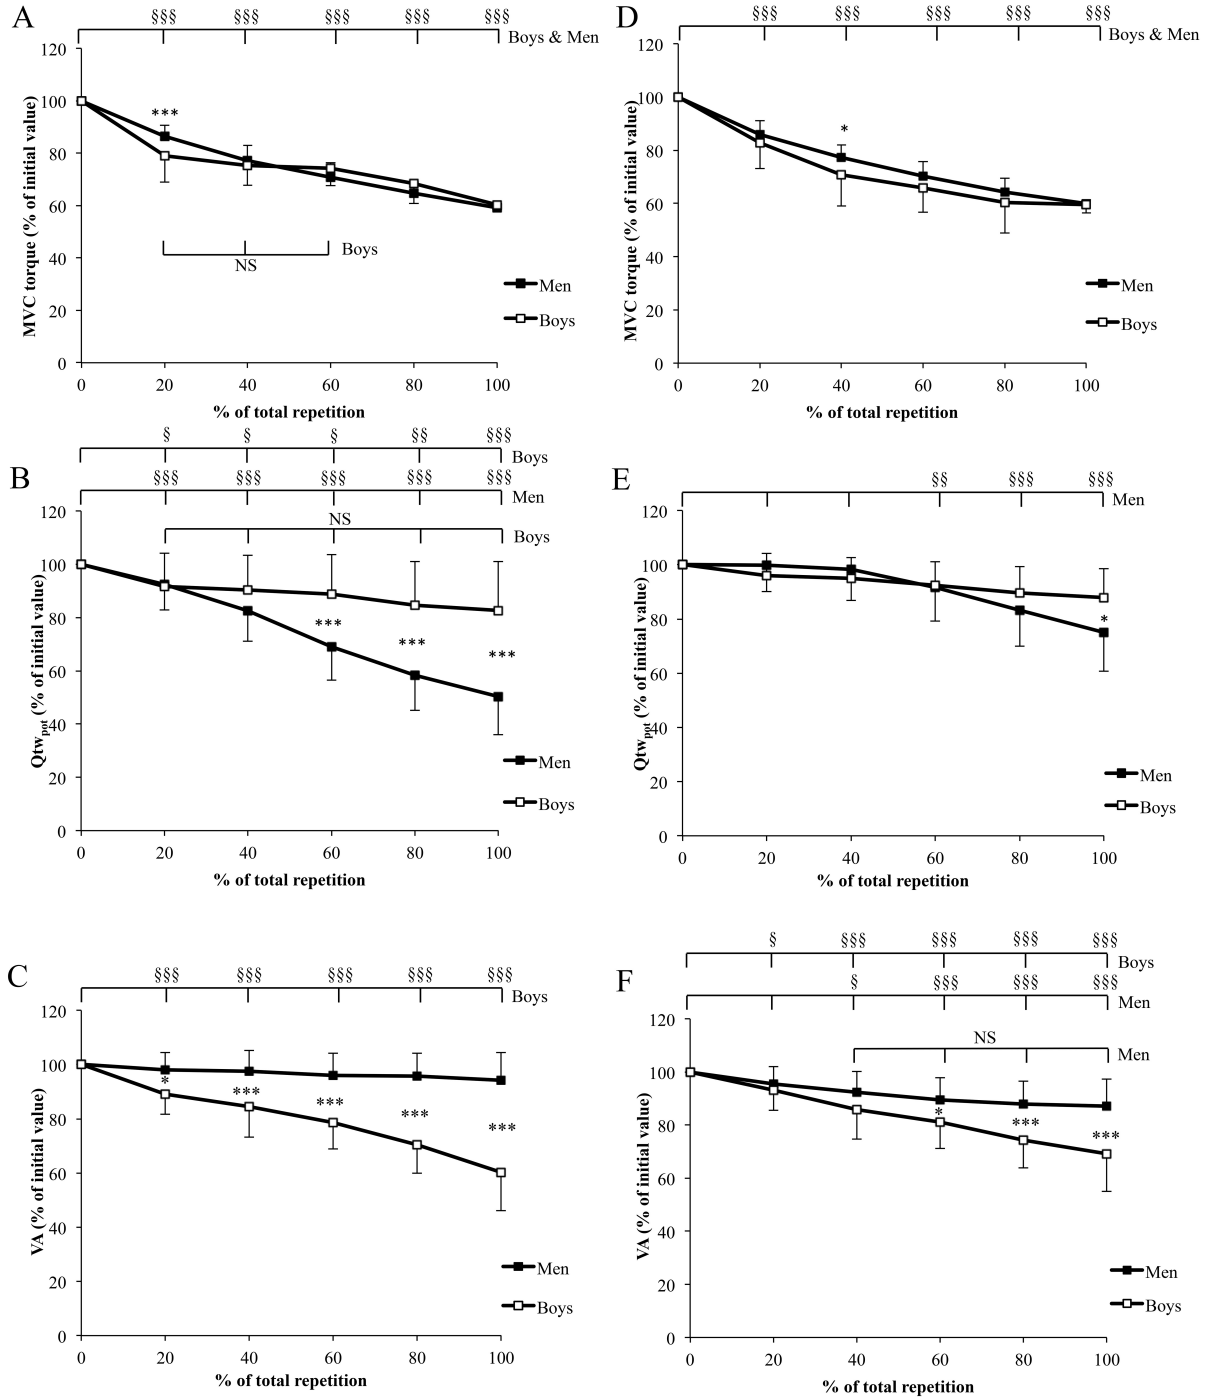 A
§§§ §§§ §§§ §§§ §§§
Boys & Men
120
100
80
60
40
20
0
MVC torque (% of initial value)
***
NS
Boys
Men
Boys
0 20 40 60 80 100
% of total repetition
D
§§§ §§§ §§§ §§§ §§§
Boys & Men
120
100
80
60
40
20
0
MVC torque (% of initial value)
*
Men
Boys
0 20 40 60 80 100
% of total repetition
B
§ § § §§ §§§
Boys
§§§ §§§ §§§ §§§ §§§
Men
NS
Boys
120
100
80
60
40
20
0
Qtwpot (% of initial value)
*** *** ***
Men
Boys
0 20 40 60 80 100
% of total repetition
E
§§ §§§ §§§
Men
120
100
80
60
40
20
0
Qtwpot (% of initial value)
*
Men
Boys
0 20 40 60 80 100
% of total repetition
C
§§§ §§§ §§§ §§§ §§§
Boys
120
100
80
60
40
20
0
VA (% of initial value)
* *** *** *** ***
Men
Boys
0 20 40 60 80 100
% of total repetition
F
§ §§§ §§§ §§§ §§§
Boys
§ §§§ §§§ §§§
Men
NS
Men
120
100
80
60
40
20
0
VA (% of initial value)
* *** ***
Men
Boys
0 20 40 60 80 100
% of total repetition